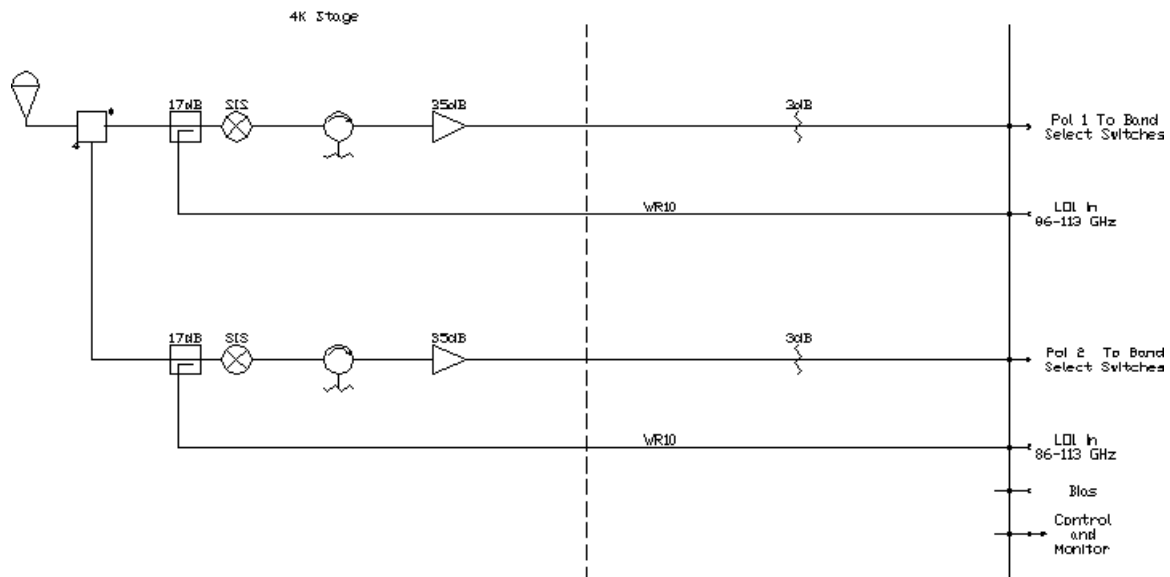 4K Stage
17dB
SIS
35dB
3dB
Pol 1 To Band
Select Switches
WR10
LO1 In
86-113 GHz
17dB
SIS
35dB
3dB
Pol 2 To Band
Select Switches
WR10
LO1 In
86-113 GHz
Bias
Control
and
Monitor